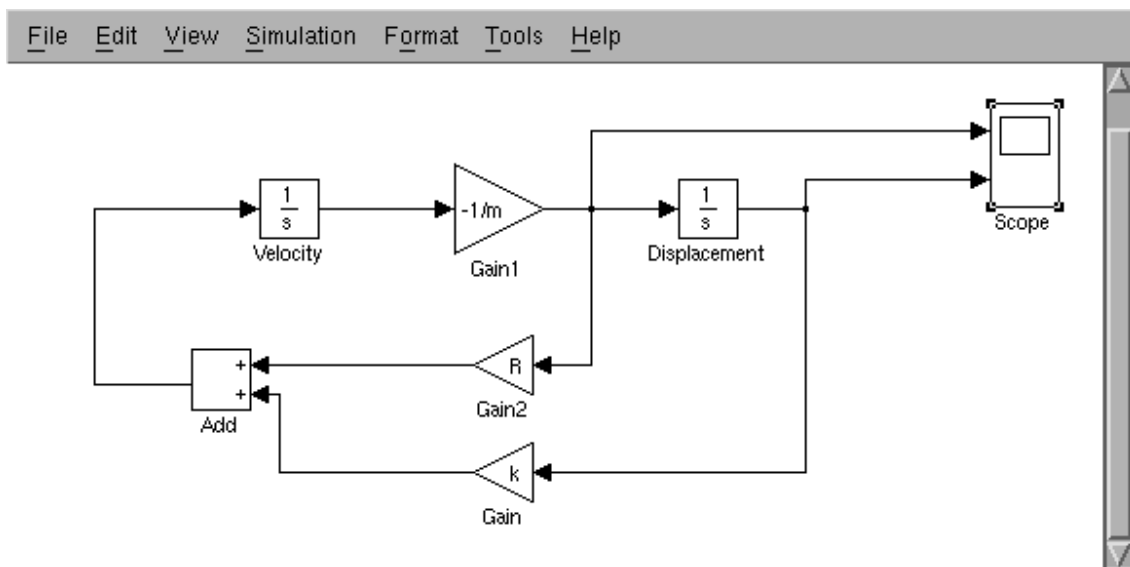 File Edit View Simulation Format Tools Help
1
s
Velocity
-1/m
Gain1
1
s
Displacement
Scope
+
+
Add
R
Gain2
k
Gain